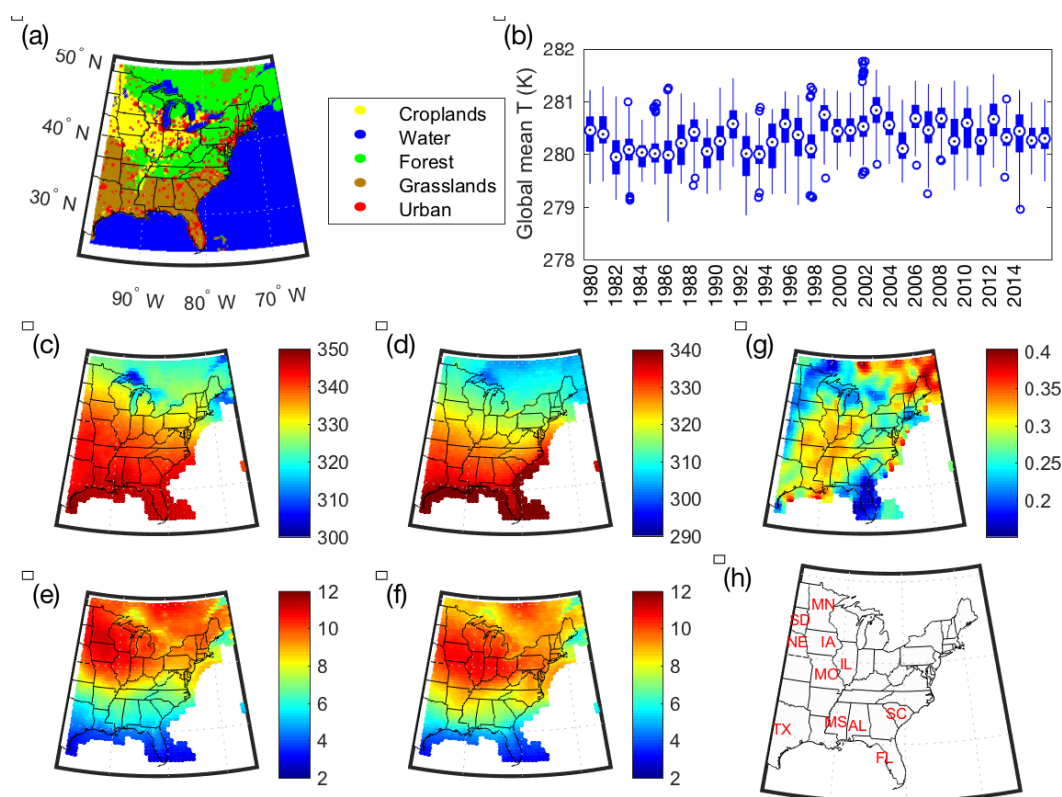 (a)
50° N
40° N
30° N
90° W
80° W
70° W
Croplands
Water
Forest
Grasslands
Urban
(b)
Global mean T (K)
282
281
280
279
278
1980
1982
1984
1986
1988
1990
1992
1994
1996
1998
2000
2002
2004
2006
2008
2010
2012
2014
(c)
350
340
330
320
310
300
(d)
340
330
320
310
300
290
(g)
0.4
0.35
0.3
0.25
0.2
(e)
12
10
8
6
4
2
(f)
12
10
8
6
4
2
(h)
MN
SD
NE
IA
IL
MO
TX
MS
AL
SC
FL